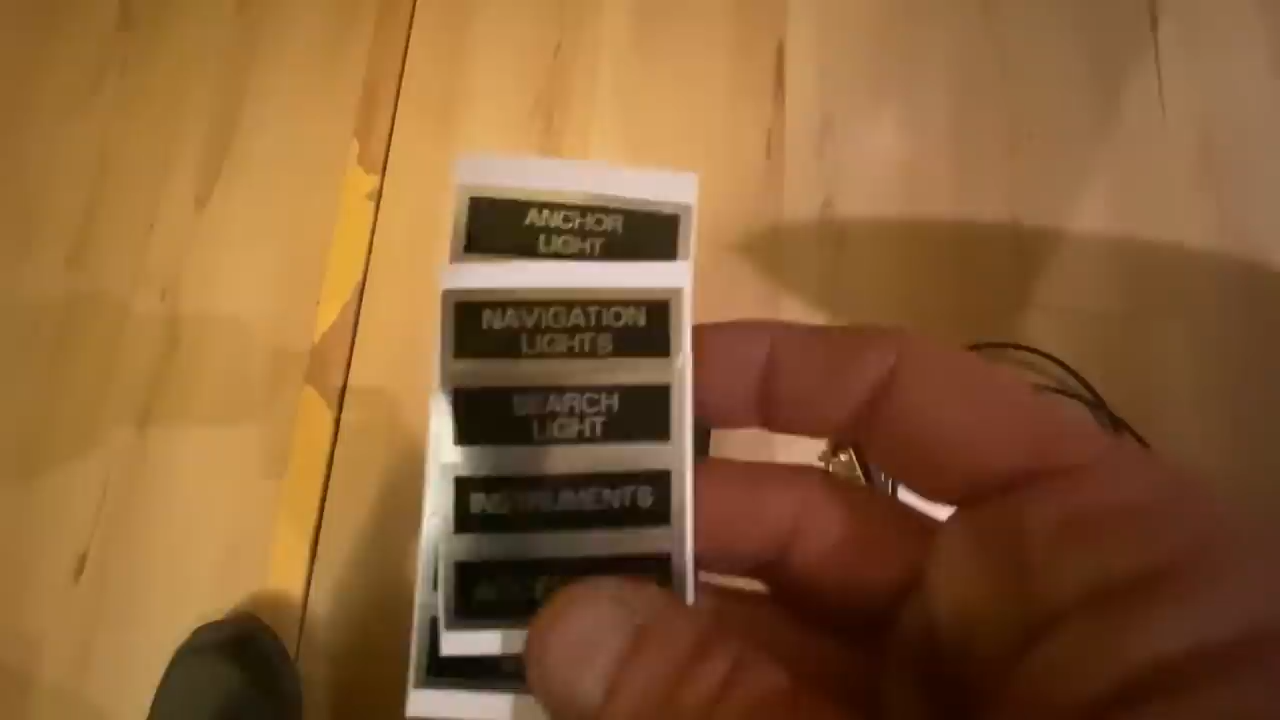 ANCHOR
LIGHT
NAVIGATION
LIGHTS
SEARCH
LIGHT
INSTRUMENTS